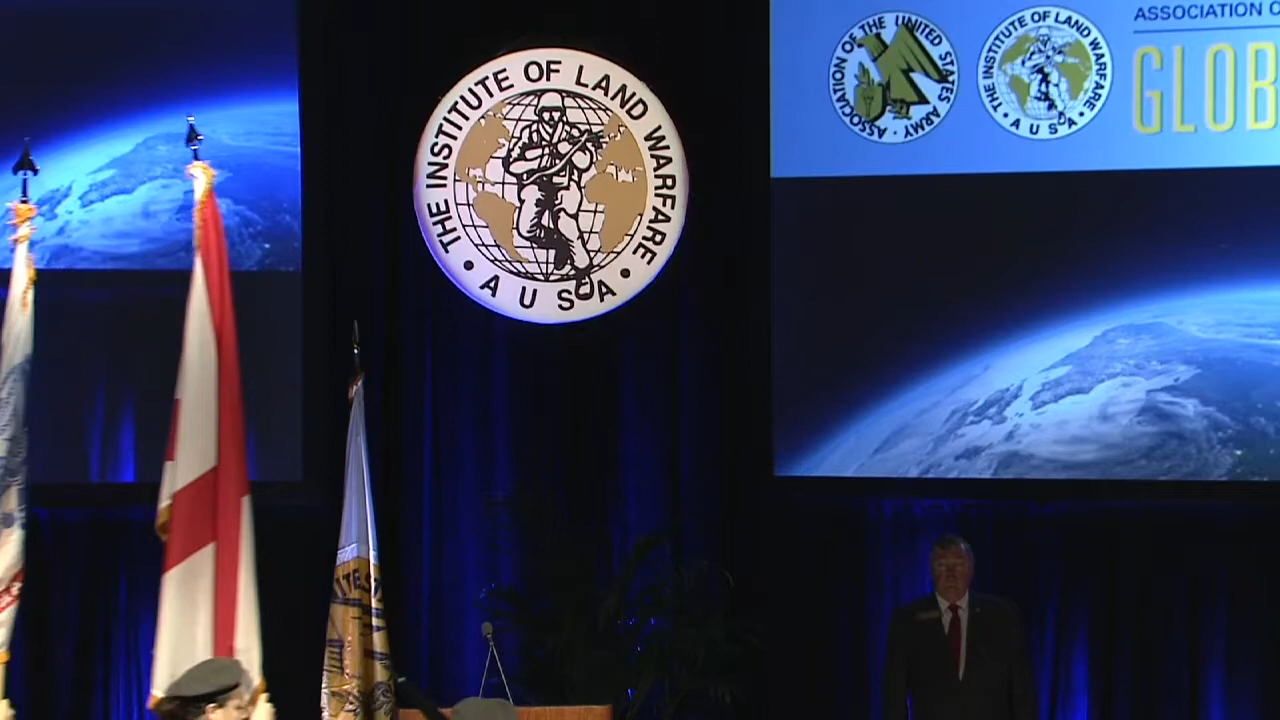 THE INSTITUTE OF LAND WARFARE
• AUSA •
ASSOCIATION OF THE UNITED STATES ARMY
THE INSTITUTE OF LAND WARFARE
• AUSA •
ASSOCIATION O
GLOB